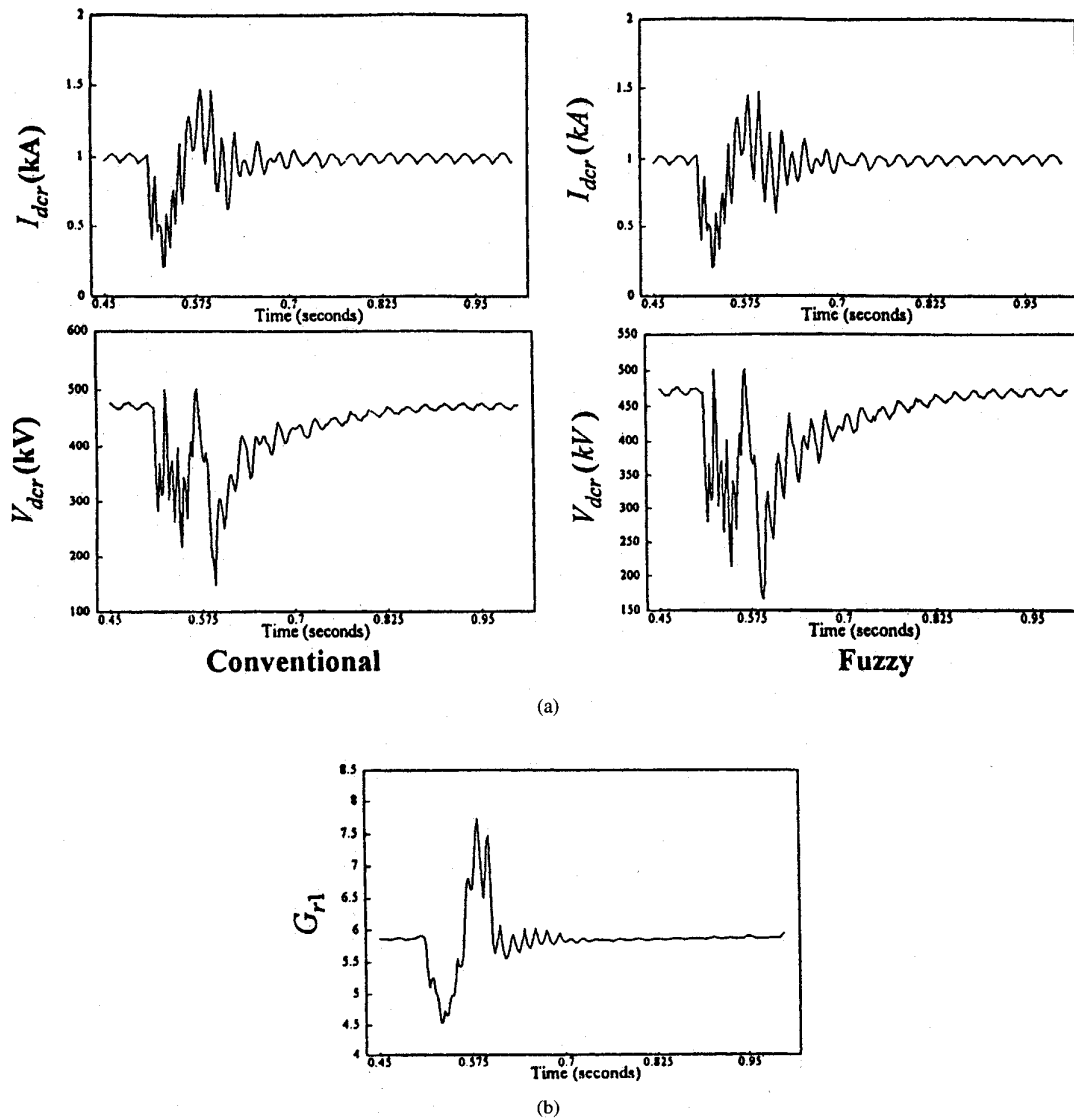 2
1.5
1
0.5
0
I_dcr (kA)
0.45 0.575 0.7 0.825 0.95
Time (seconds)
2
1.5
1
0.5
0
I_dcr (kA)
0.45 0.575 0.7 0.825 0.95
Time (seconds)
600
500
400
300
200
100
V_dcr (kV)
0.45 0.575 0.7 0.825 0.95
Time (seconds)
Conventional
550
500
450
400
350
300
250
200
150
V_dcr (kV)
0.45 0.575 0.7 0.825 0.95
Time (seconds)
Fuzzy
(a)
8.5
8
7.5
7
6.5
6
5.5
5
4.5
4
G_r1
0.45 0.575 0.7 0.825 0.95
Time (seconds)
(b)